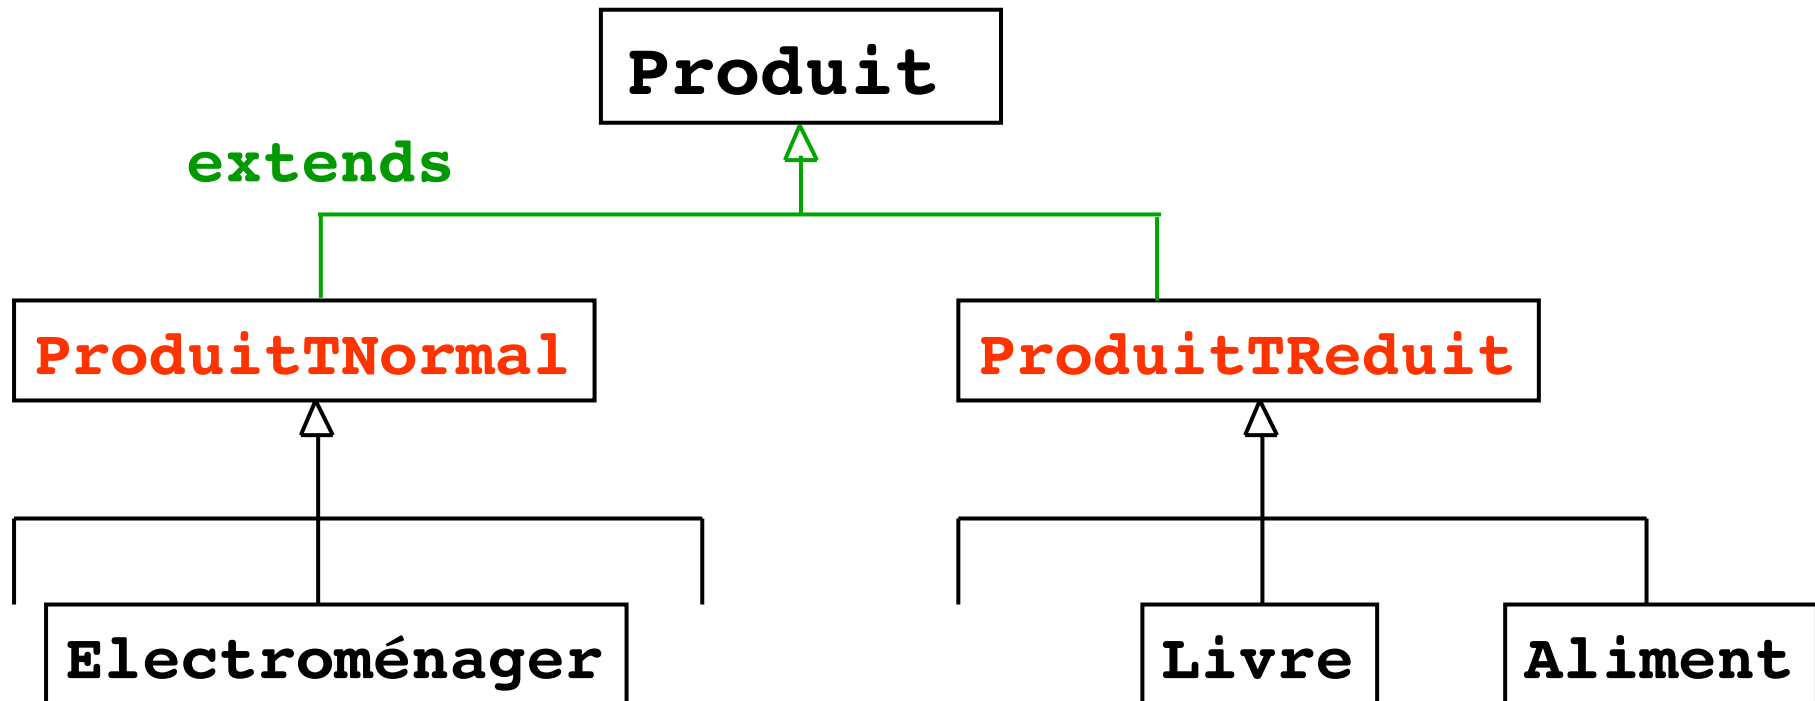 Produit
extends
ProduitTNormal
ProduitTReduit
Electroménager
Livre
Aliment